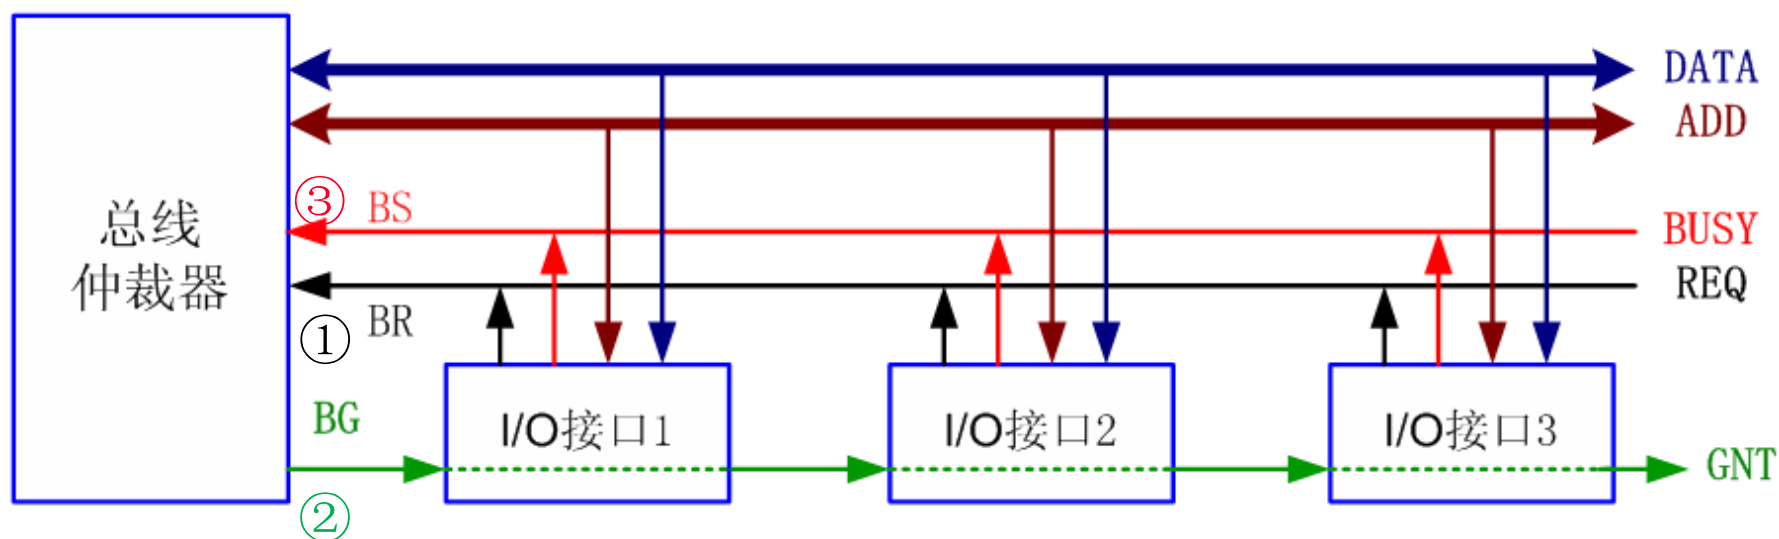 DATA
ADD
③ BS
BUSY
总线
仲裁器
REQ
① BR
BG
I/O接口1
I/O接口2
I/O接口3
GNT
②